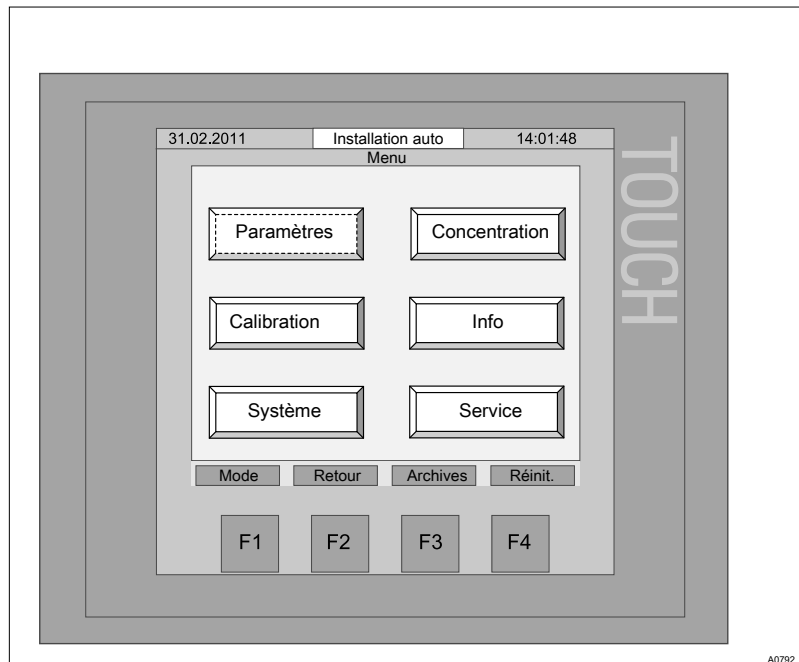 31.02.2011 Installation auto 14:01:48
Menu
Paramètres Concentration
Calibration Info
Système Service
Mode Retour Archives Réinit.
F1 F2 F3 F4
TOUCH
A0792